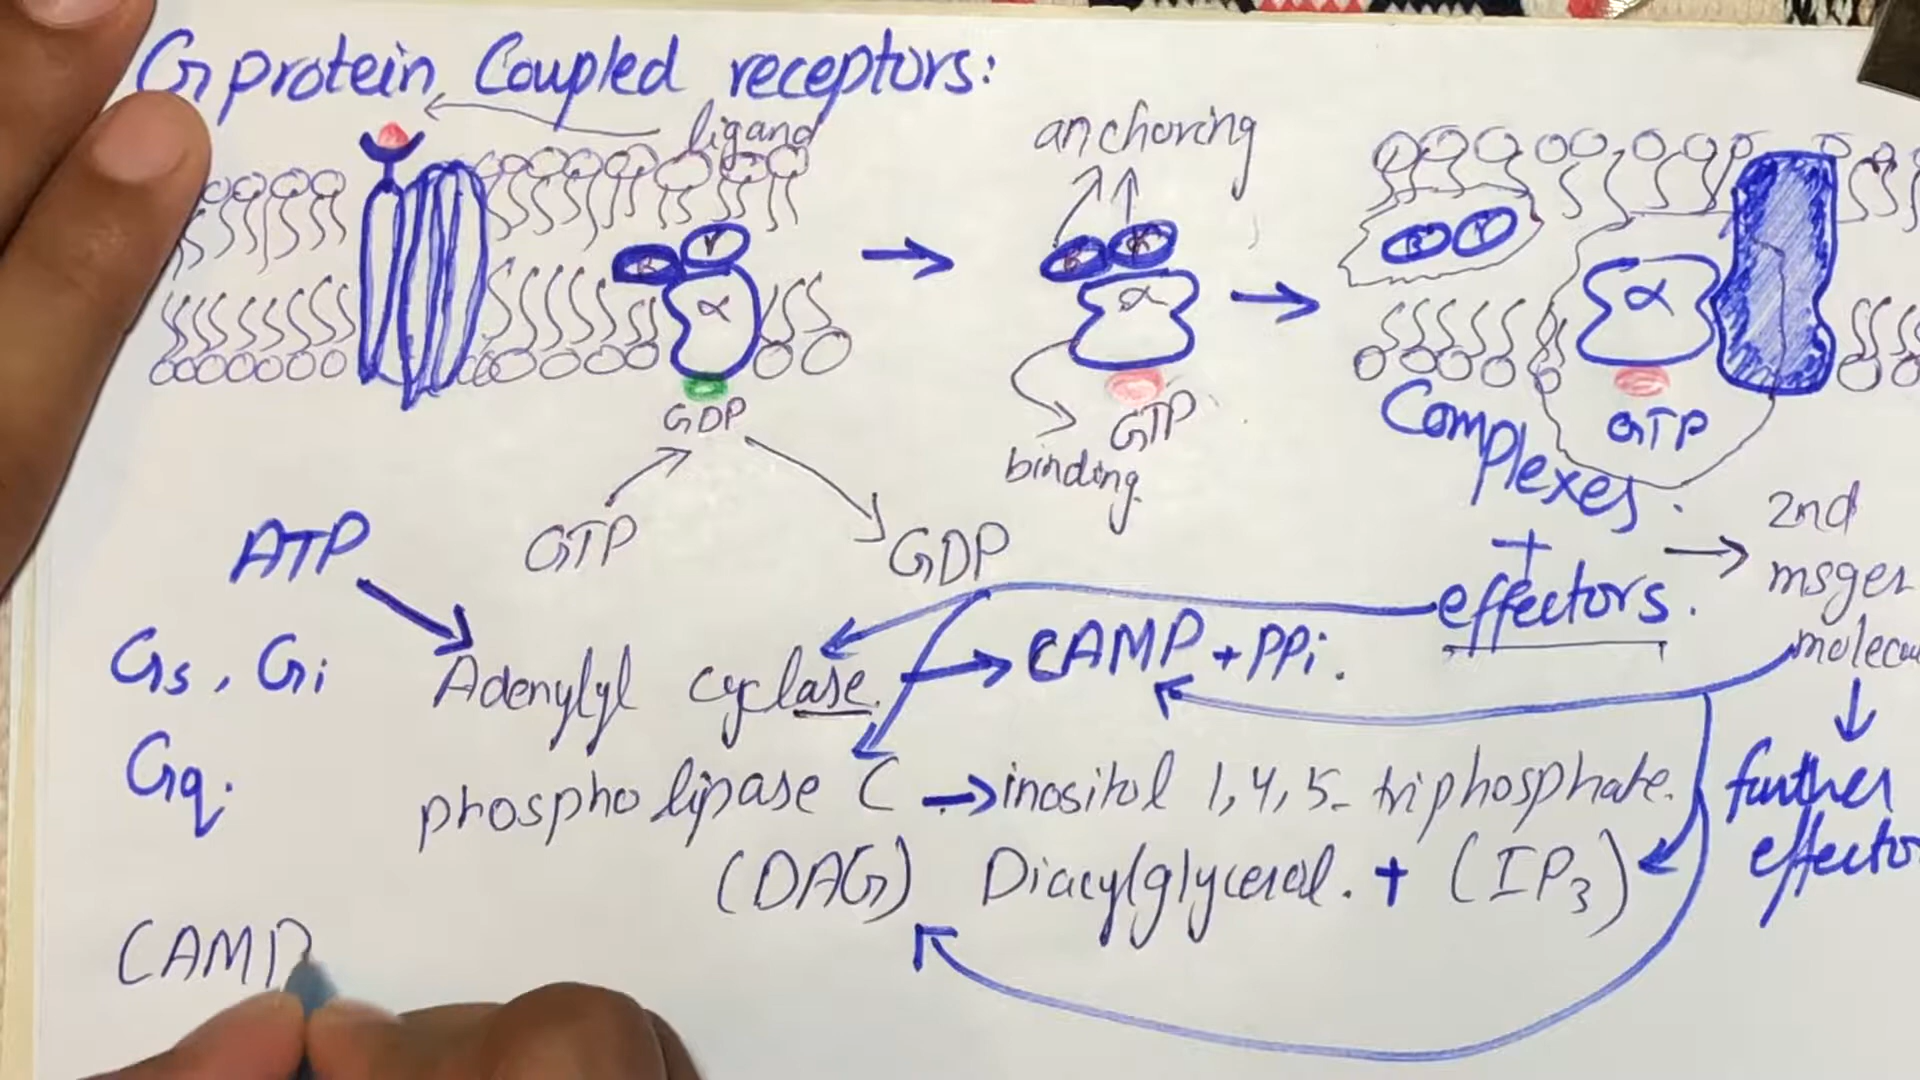 G protein Coupled receptors:
ligand
anchoring
β γ
α
GDP
GTP
GDP
β γ
α
GTP
binding
β γ
α
GTP
Complexes.
+
effectors.
2nd
msger
molecu
further
effector
ATP
Gs, Gi
Gq.
Adenylyl cyclase.
CAMP + PPi.
phospholipase C → inositol 1,4,5-triphosphate.
(DAG) Diacylglycerol. + (IP3)
CAMP